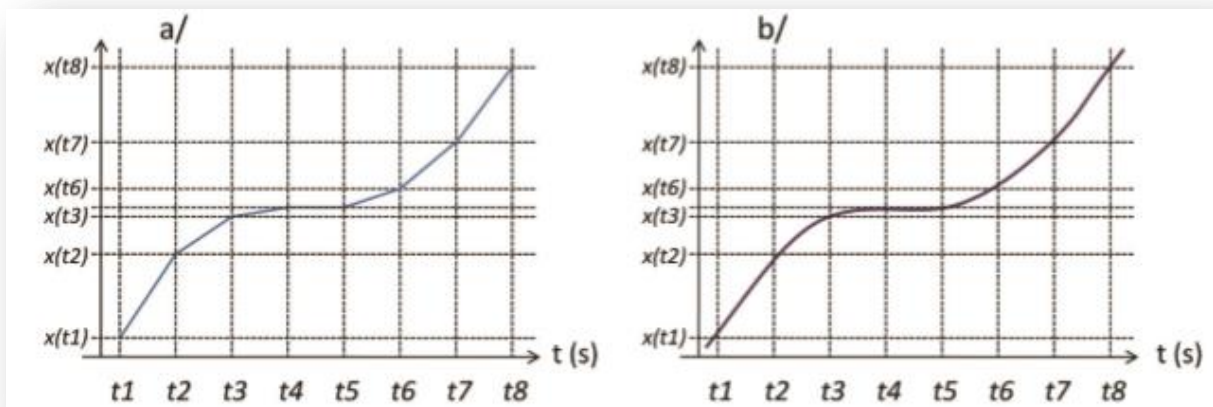 a/
x(t8)
x(t7)
x(t6)
x(t3)
x(t2)
x(t1)
t (s)
t1 t2 t3 t4 t5 t6 t7 t8
b/
x(t8)
x(t7)
x(t6)
x(t3)
x(t2)
x(t1)
t (s)
t1 t2 t3 t4 t5 t6 t7 t8